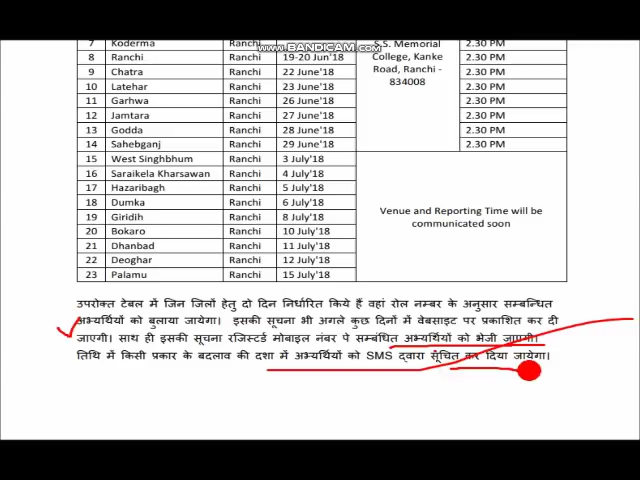 www.BANDICAM.com
7 Koderma Ranchi S.S. Memorial 2.30 PM
8 Ranchi Ranchi 19-20 Jun'18 College, Kanke 2.30 PM
9 Chatra Ranchi 22 June'18 Road, Ranchi - 2.30 PM
10 Latehar Ranchi 23 June'18 834008 2.30 PM
11 Garhwa Ranchi 26 June'18 2.30 PM
12 Jamtara Ranchi 27 June'18 2.30 PM
13 Godda Ranchi 28 June'18 2.30 PM
14 Sahebganj Ranchi 29 June'18 2.30 PM
15 West Singhbhum Ranchi 3 July'18
16 Saraikela Kharsawan Ranchi 4 July'18
17 Hazaribagh Ranchi 5 July'18
18 Dumka Ranchi 6 July'18 Venue and Reporting Time will be
19 Giridih Ranchi 8 July'18 communicated soon
20 Bokaro Ranchi 10 July'18
21 Dhanbad Ranchi 11 July'18
22 Deoghar Ranchi 12 July'18
23 Palamu Ranchi 15 July'18
उपरोक्त टेबल में जिन जिलों हेतु दो दिन निर्धारित किये हैं वहां रोल नम्बर के अनुसार सम्बन्धित
अभ्यर्थियों को बुलाया जायेगा। इसकी सूचना भी अगले कुछ दिनों में वेबसाइट पर प्रकाशित कर दी
जाएगी। साथ ही इसकी सूचना रजिस्टर्ड मोबाइल नंबर पे सम्बंधित अभ्यर्थियों को भेजी जाएगी।
तिथि में किसी प्रकार के बदलाव की दशा में अभ्यर्थियों को SMS द्वारा सूँचित कर दिया जायेगा।